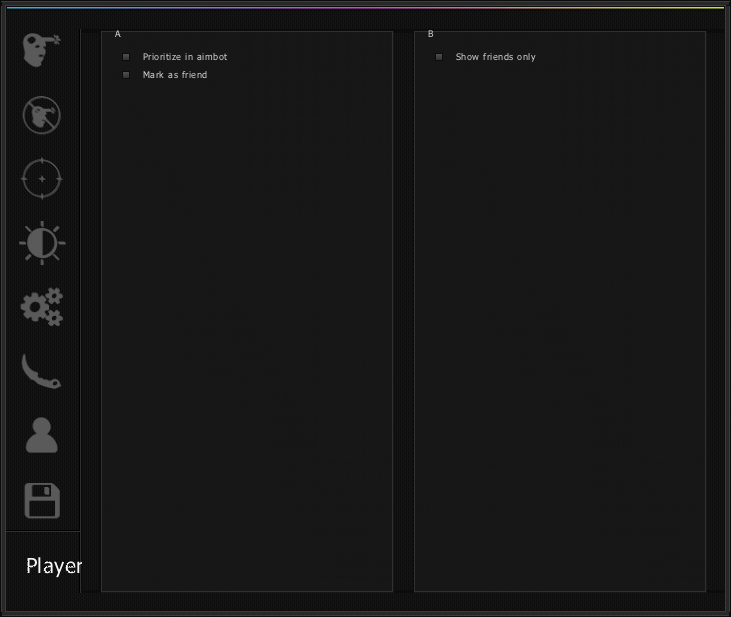 A
Prioritize in aimbot
Mark as friend
B
Show friends only
Player